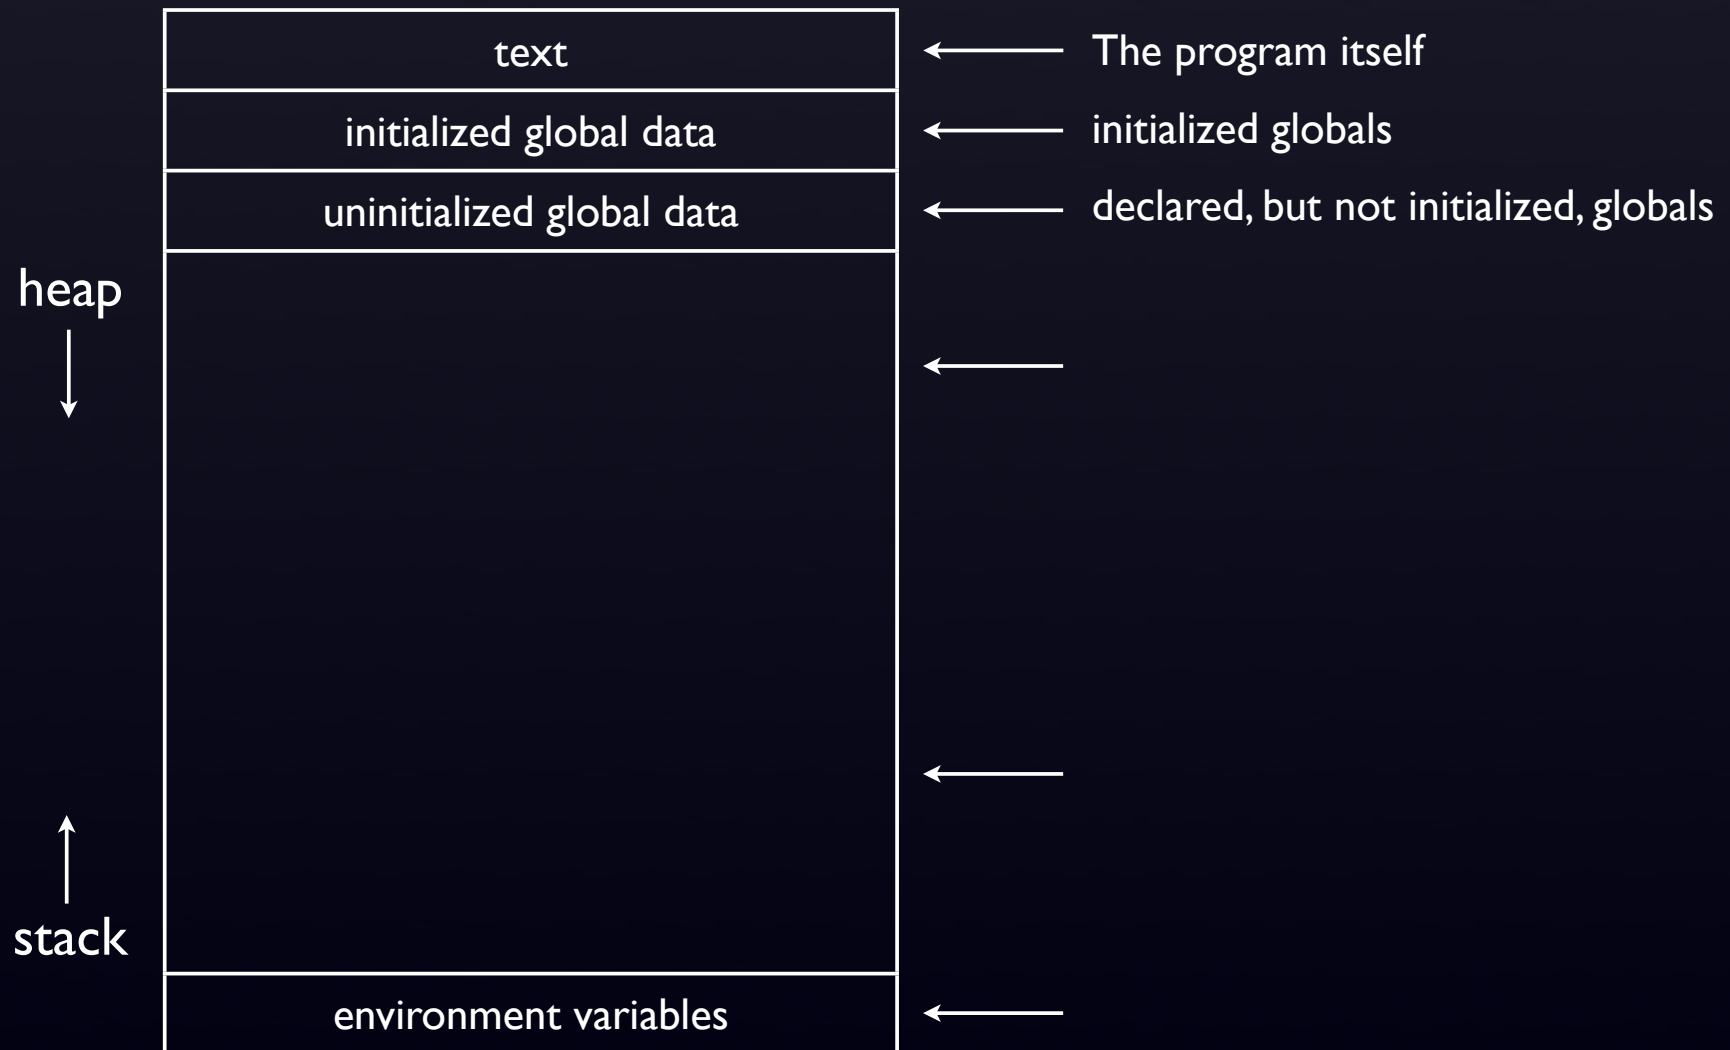 text
The program itself
initialized global data
initialized globals
uninitialized global data
declared, but not initialized, globals
heap
stack
environment variables